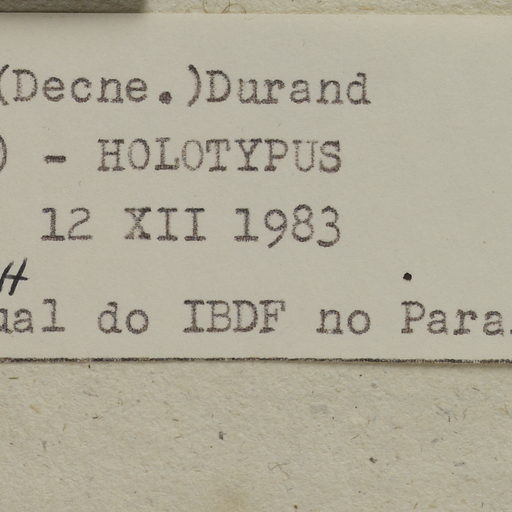 (Decne.)Durand
) - HOLOTYPUS
12 XII 1983
H
ual do IBDF no Para